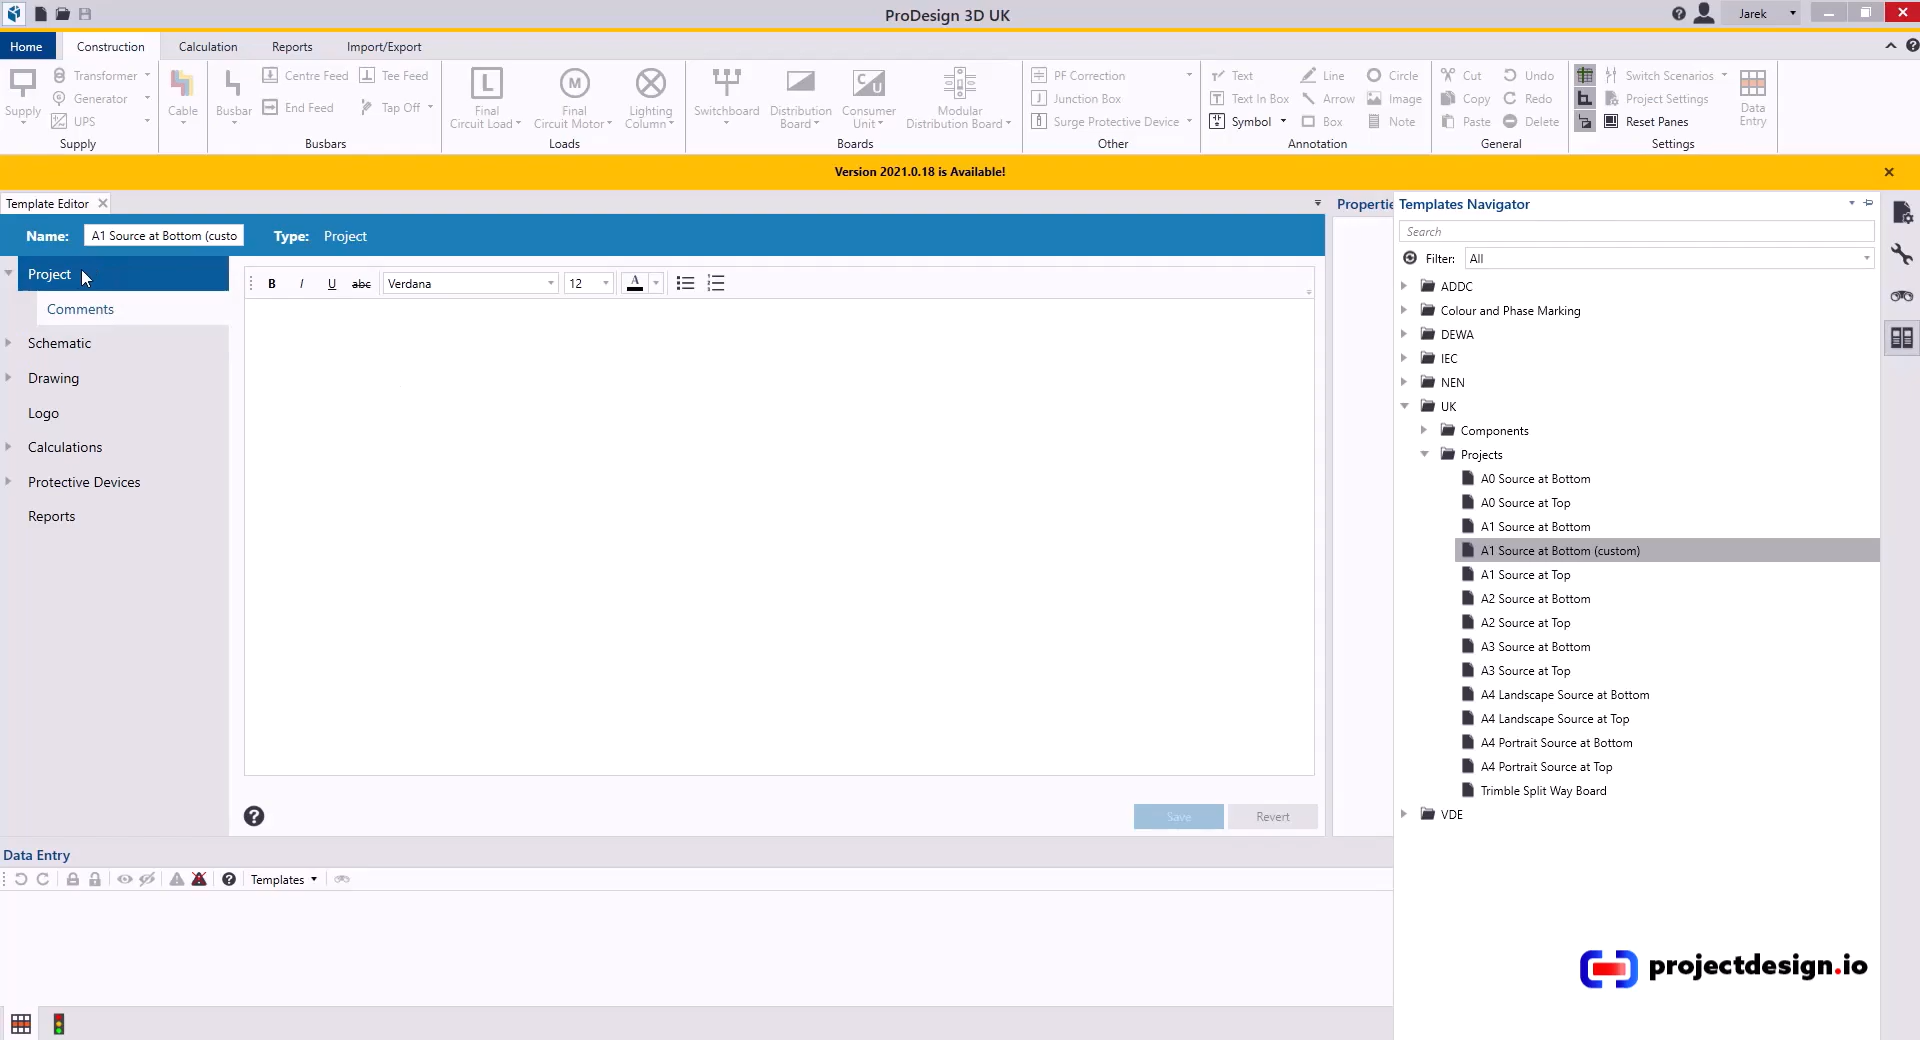 ProDesign 3D UK
Jarek
Home
Construction
Calculation
Reports
Import/Export
Supply
Transformer
Generator
UPS
Supply
Cable
Busbar
Centre Feed
End Feed
Tee Feed
Tap Off
Busbars
Final
Circuit Load
Final
Circuit Motor
Lighting
Column
Loads
Switchboard
Distribution
Board
Consumer
Unit
Modular
Distribution Board
Boards
PF Correction
Junction Box
Surge Protective Device
Other
Text
Text In Box
Symbol
Line
Arrow
Box
Circle
Image
Note
Annotation
Cut
Copy
Paste
Undo
Redo
Delete
General
Switch Scenarios
Project Settings
Reset Panes
Data
Entry
Settings
Version 2021.0.18 is Available!
Template Editor
Name: A1 Source at Bottom (custo Type: Project
Project
Comments
Schematic
Drawing
Logo
Calculations
Protective Devices
Reports
B I U abc Verdana 12 A
Save Revert
Data Entry
Templates
Propertie
Templates Navigator
Search
Filter: All
ADDC
Colour and Phase Marking
DEWA
IEC
NEN
UK
Components
Projects
A0 Source at Bottom
A0 Source at Top
A1 Source at Bottom
A1 Source at Bottom (custom)
A1 Source at Top
A2 Source at Bottom
A2 Source at Top
A3 Source at Bottom
A3 Source at Top
A4 Landscape Source at Bottom
A4 Landscape Source at Top
A4 Portrait Source at Bottom
A4 Portrait Source at Top
Trimble Split Way Board
VDE
projectdesign.io